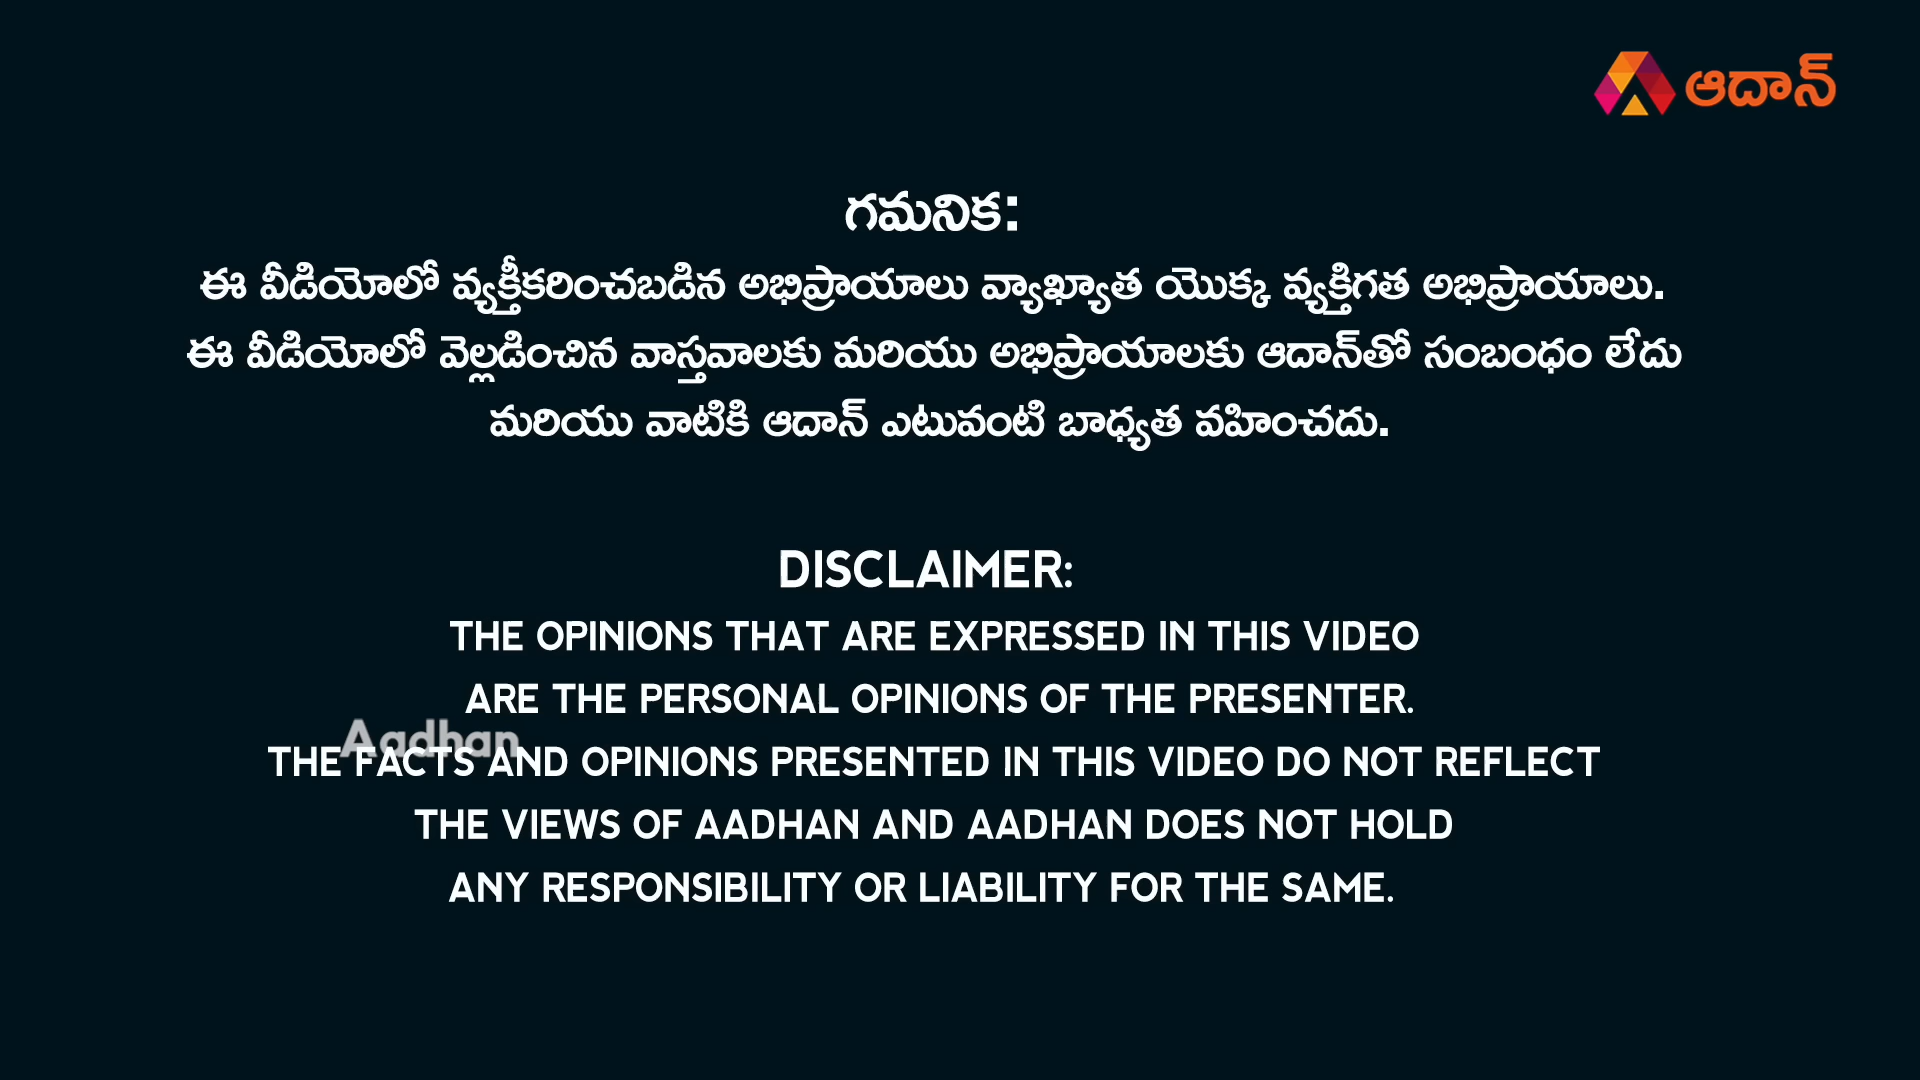 ఆదాన్
గమనిక:
ఈ వీడియోలో వ్యక్తీకరించబడిన అభిప్రాయాలు వ్యాఖ్యాత యొక్క వ్యక్తిగత అభిప్రాయాలు.
ఈ వీడియోలో వెల్లడించిన వాస్తవాలకు మరియు అభిప్రాయాలకు ఆదాన్‌తో సంబంధం లేదు
మరియు వాటికి ఆదాన్ ఎటువంటి బాధ్యత వహించదు.
DISCLAIMER:
THE OPINIONS THAT ARE EXPRESSED IN THIS VIDEO
ARE THE PERSONAL OPINIONS OF THE PRESENTER.
Aadhan
THE FACTS AND OPINIONS PRESENTED IN THIS VIDEO DO NOT REFLECT
THE VIEWS OF AADHAN AND AADHAN DOES NOT HOLD
ANY RESPONSIBILITY OR LIABILITY FOR THE SAME.